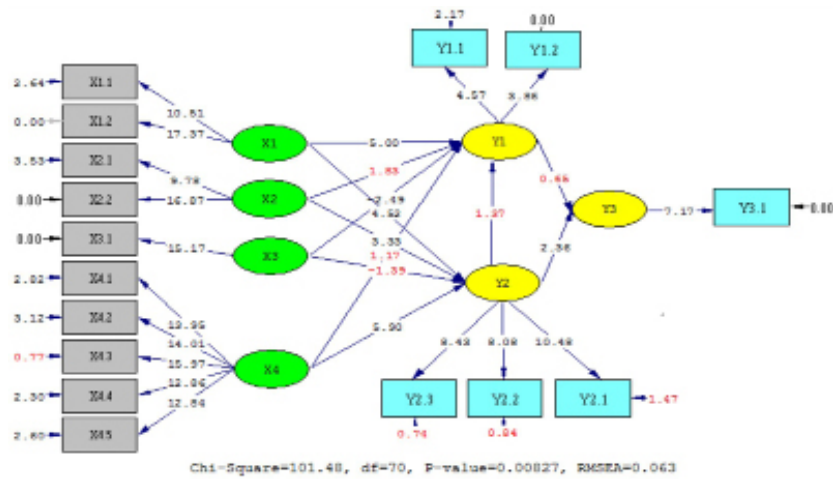 2.17
0.00
Y1.1
Y1.2
2.64
X1.1
4.57
3.86
10.51
0.00
X1.2
17.37
X1
5.00
Y1
3.53
X2.1
9.78
1.83
0.66
0.00
X2.2
16.07
X2
-2.49
4.52
1.37
Y3
7.17
Y3.1
0.00
0.00
X3.1
15.17
X3
3.33
1.17
-1.39
2.36
2.02
X4.1
Y2
3.12
X4.2
13.95
14.01
5.90
0.77
X4.3
15.97
X4
8.43
8.08
10.48
12.06
2.30
X4.4
12.84
Y2.3
Y2.2
Y2.1
1.47
2.60
X4.5
0.74
0.84
Chi-Square=101.48, df=70, P-value=0.00827, RMSEA=0.063